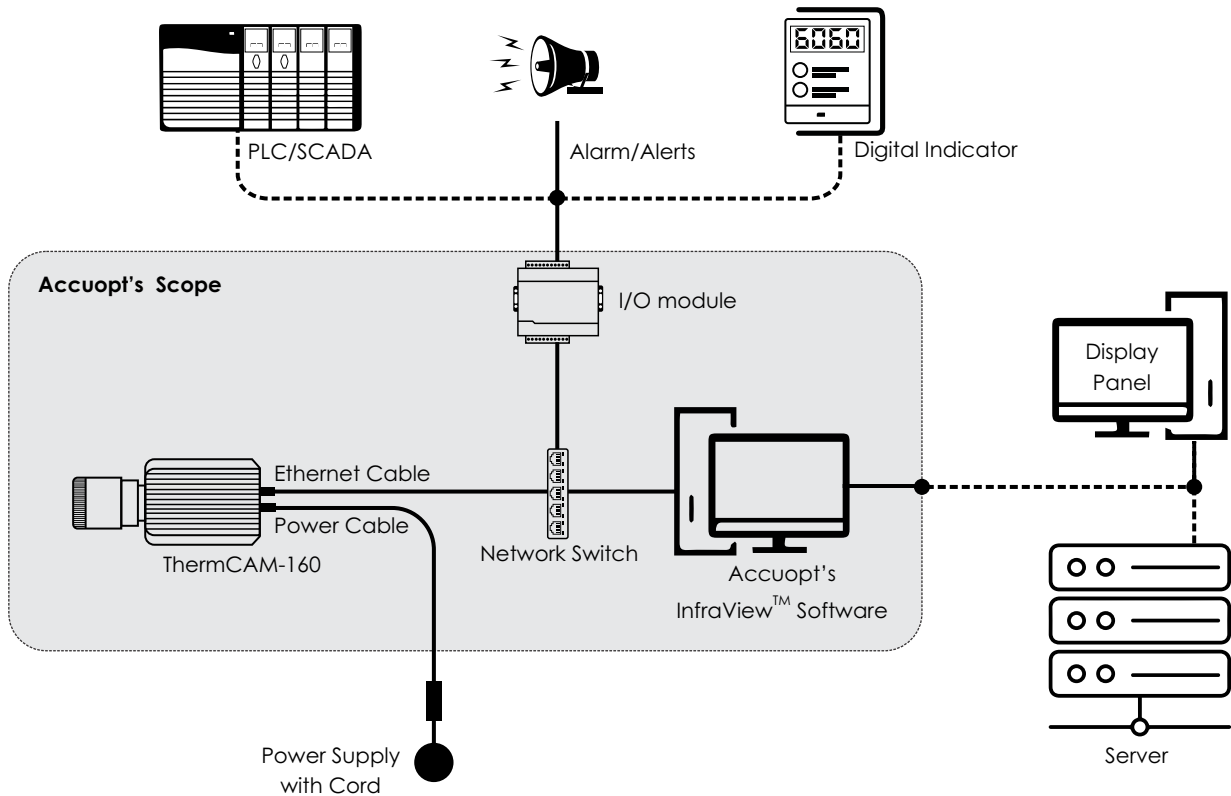 6060
PLC/SCADA
Alarm/Alerts
Digital Indicator
Accuopt's Scope
I/O module
Display
Panel
Ethernet Cable
Power Cable
ThermCAM-160
Network Switch
Accuopt's
InfraView™ Software
Power Supply
with Cord
Server